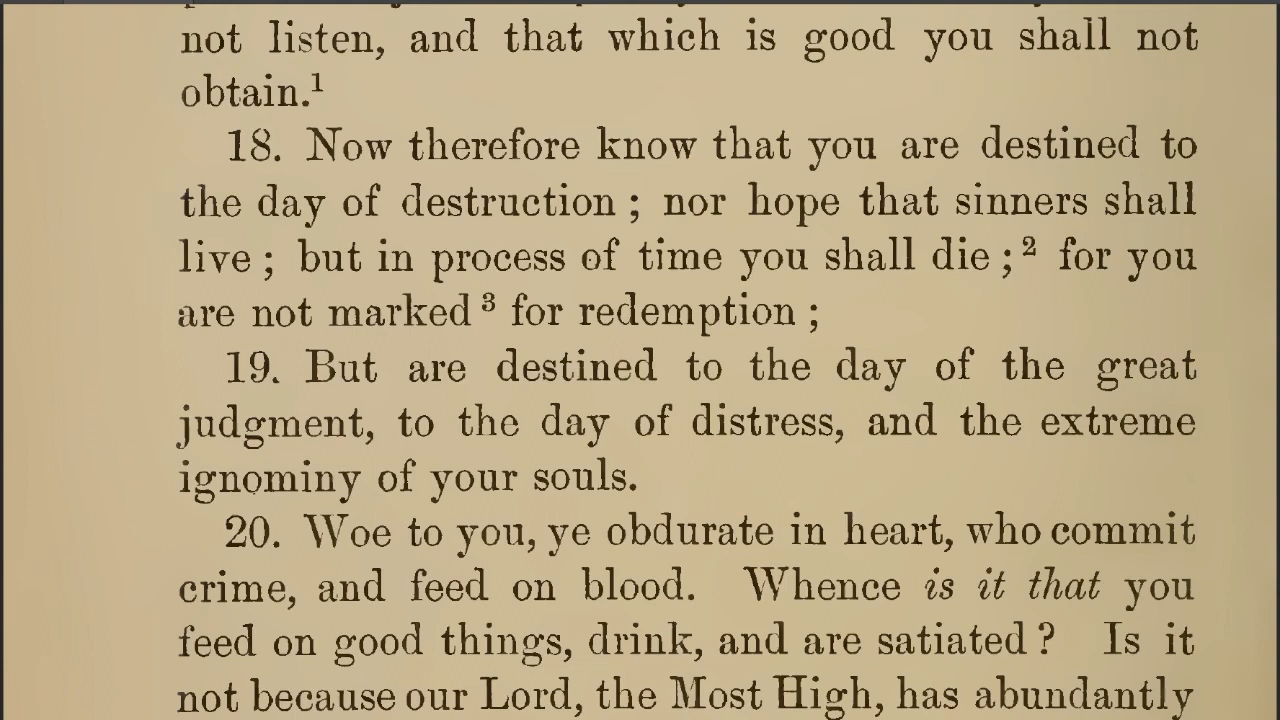 not listen, and that which is good you shall not
obtain.¹
18. Now therefore know that you are destined to
the day of destruction ; nor hope that sinners shall
live ; but in process of time you shall die ;² for you
are not marked ³ for redemption ;
19. But are destined to the day of the great
judgment, to the day of distress, and the extreme
ignominy of your souls.
20. Woe to you, ye obdurate in heart, who commit
crime, and feed on blood. Whence is it that you
feed on good things, drink, and are satiated ? Is it
not because our Lord, the Most High, has abundantly